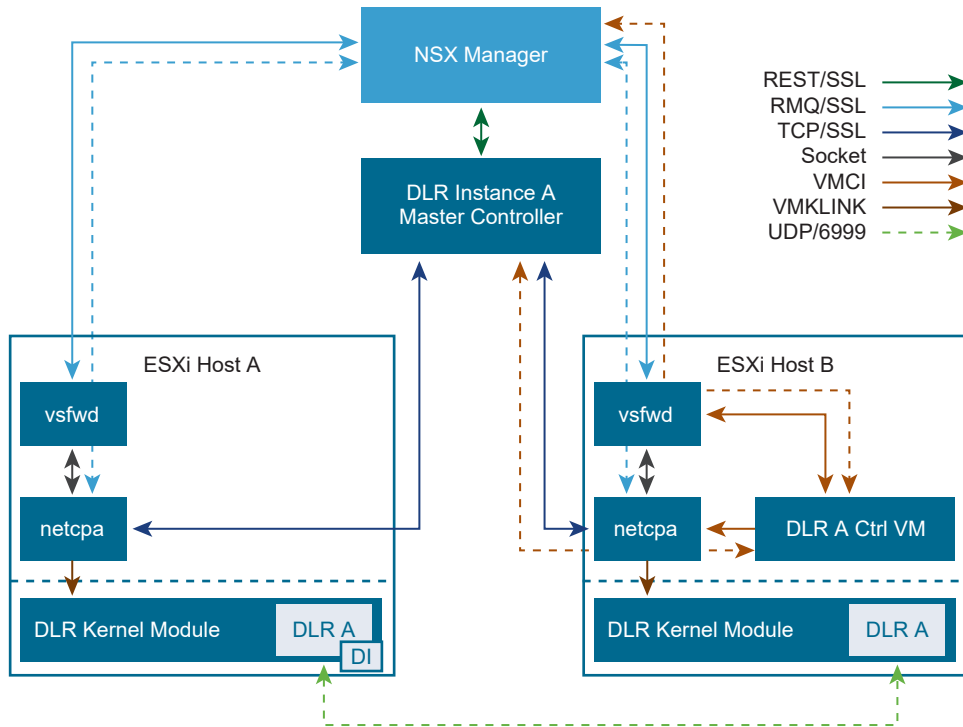 NSX Manager
REST/SSL
RMQ/SSL
TCP/SSL
Socket
VMCI
VMKLINK
UDP/6999
DLR Instance A
Master Controller
ESXi Host A
vsfwd
netcpa
DLR Kernel Module
DLR A
DI
ESXi Host B
vsfwd
netcpa
DLR A Ctrl VM
DLR Kernel Module
DLR A